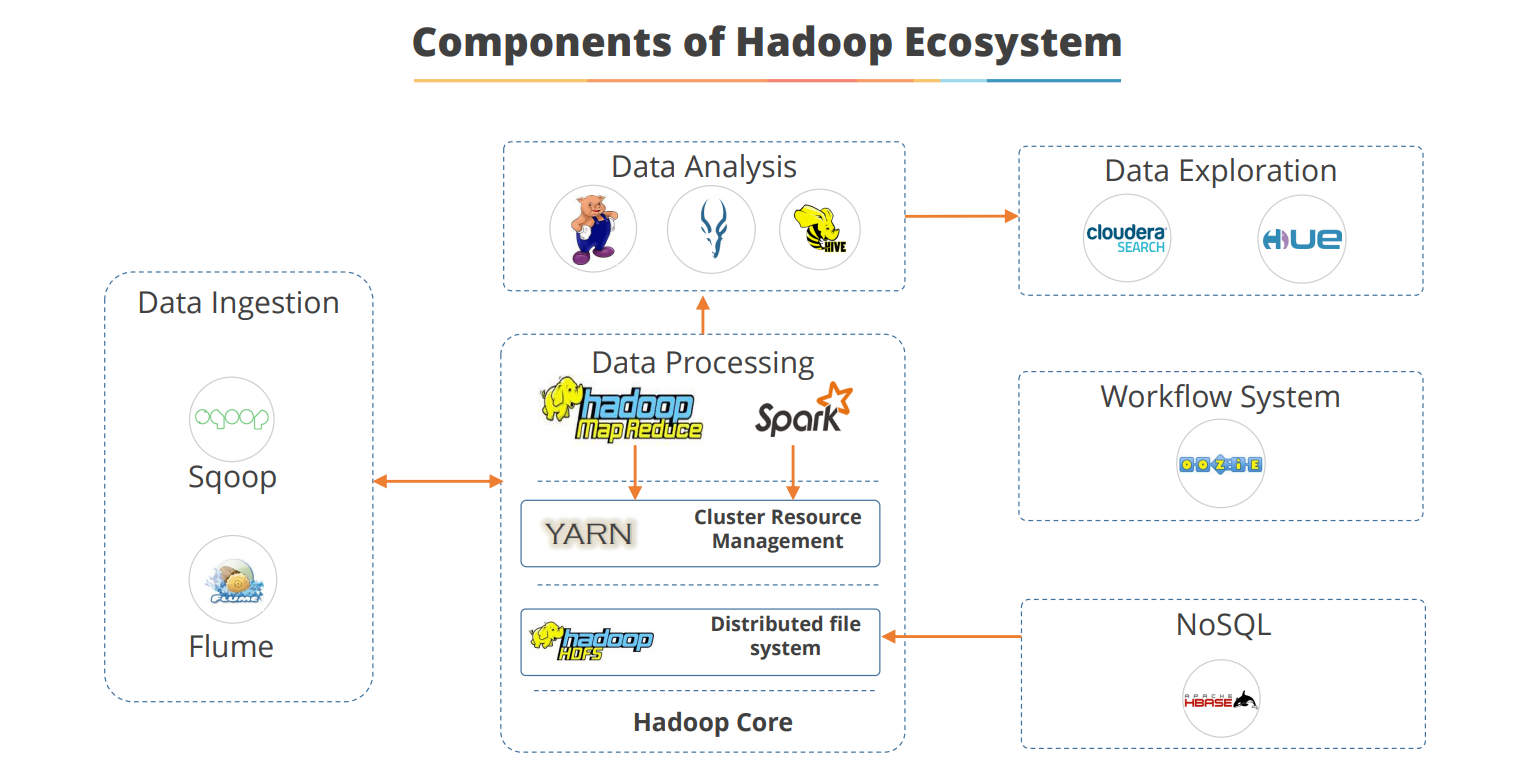 Components of Hadoop Ecosystem
Data Analysis
HIVE
Data Exploration
cloudera
SEARCH
HUE
Data Ingestion
sqoop
Sqoop
FLUME
Flume
Data Processing
hadoop
Map Reduce
Spark
YARN
Cluster Resource
Management
hadoop
HDFS
Distributed file
system
Hadoop Core
Workflow System
OOZIE
NoSQL
APACHE
HBASE